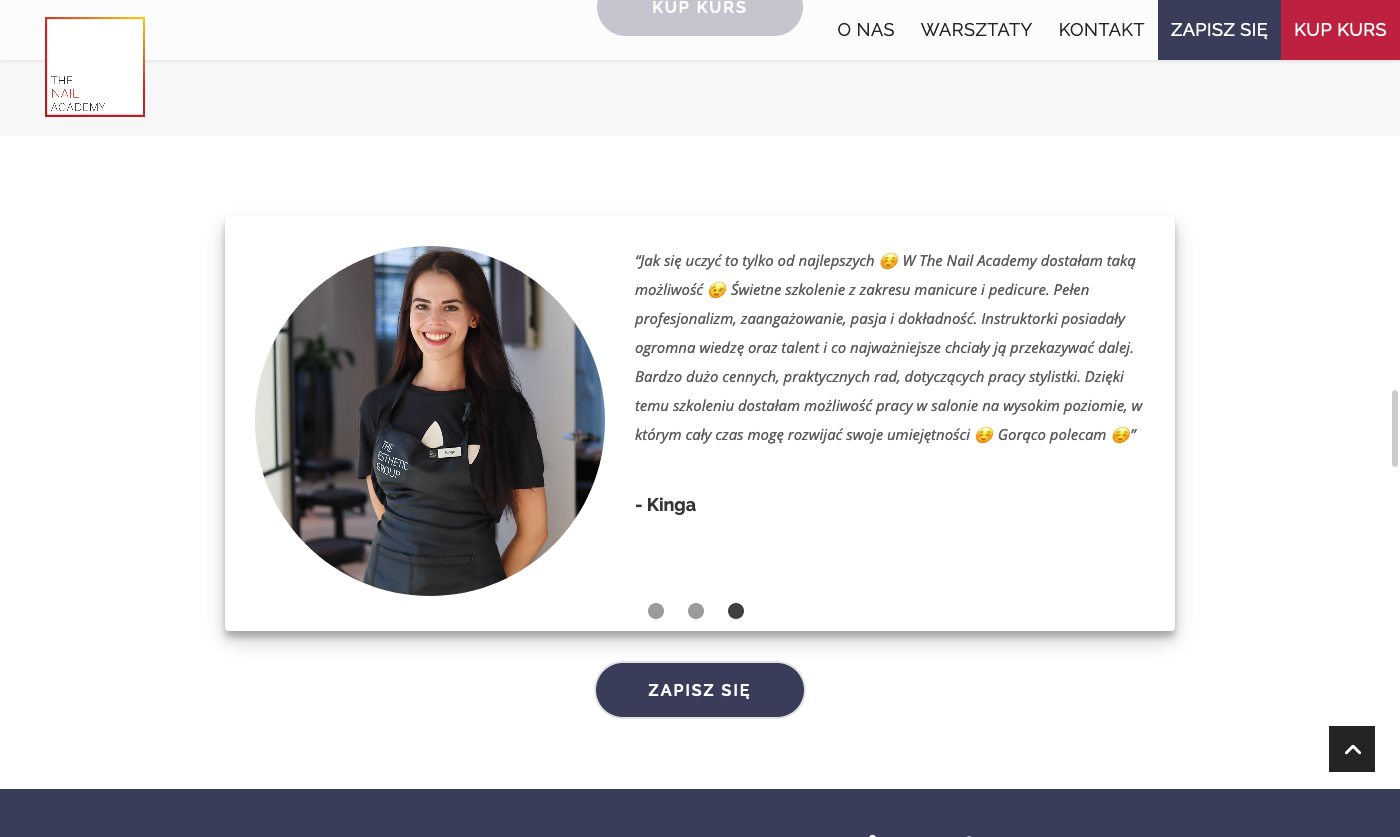 KUP KURS
O NAS WARSZTATY KONTAKT ZAPISZ SIĘ KUP KURS
THE
NAIL
ACADEMY
“Jak się uczyć to tylko od najlepszych 🥳 W The Nail Academy dostałam taką
możliwość 😉 Świetne szkolenie z zakresu manicure i pedicure. Pełen
profesjonalizm, zaangażowanie, pasja i dokładność. Instruktorki posiadały
ogromna wiedzę oraz talent i co najważniejsze chciały ją przekazywać dalej.
Bardzo dużo cennych, praktycznych rad, dotyczących pracy stylistki. Dzięki
temu szkoleniu dostałam możliwość pracy w salonie na wysokim poziomie, w
którym cały czas mogę rozwijać swoje umiejętności 🥳 Gorąco polecam 🥳”
THE
ESTHETIC
GROUP
- Kinga
ZAPISZ SIĘ